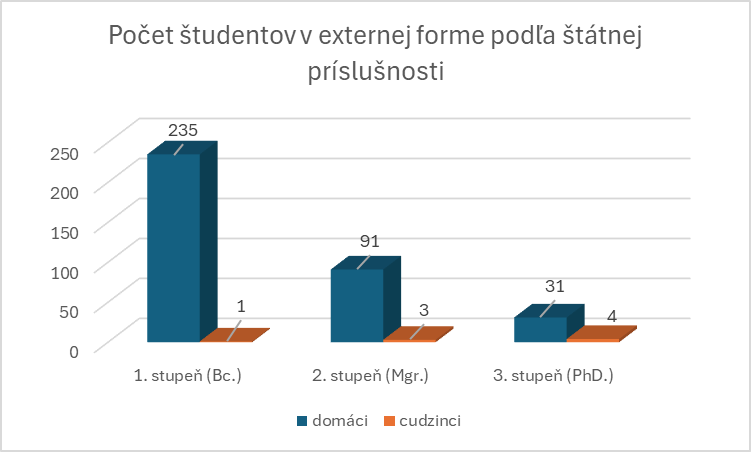 Počet študentov v externej forme podľa štátnej
príslušnosti
235
250
200
150
100
50
0
1
91
3
31
4
1. stupeň (Bc.)
2. stupeň (Mgr.)
3. stupeň (PhD.)
domáci
cudzinci